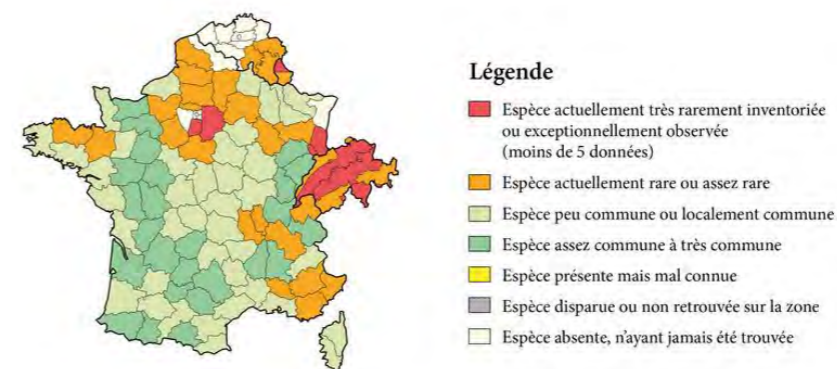 Légende
Espèce actuellement très rarement inventoriée
ou exceptionnellement observée
(moins de 5 données)
Espèce actuellement rare ou assez rare
Espèce peu commune ou localement commune
Espèce assez commune à très commune
Espèce présente mais mal connue
Espèce disparue ou non retrouvée sur la zone
Espèce absente, n'ayant jamais été trouvée